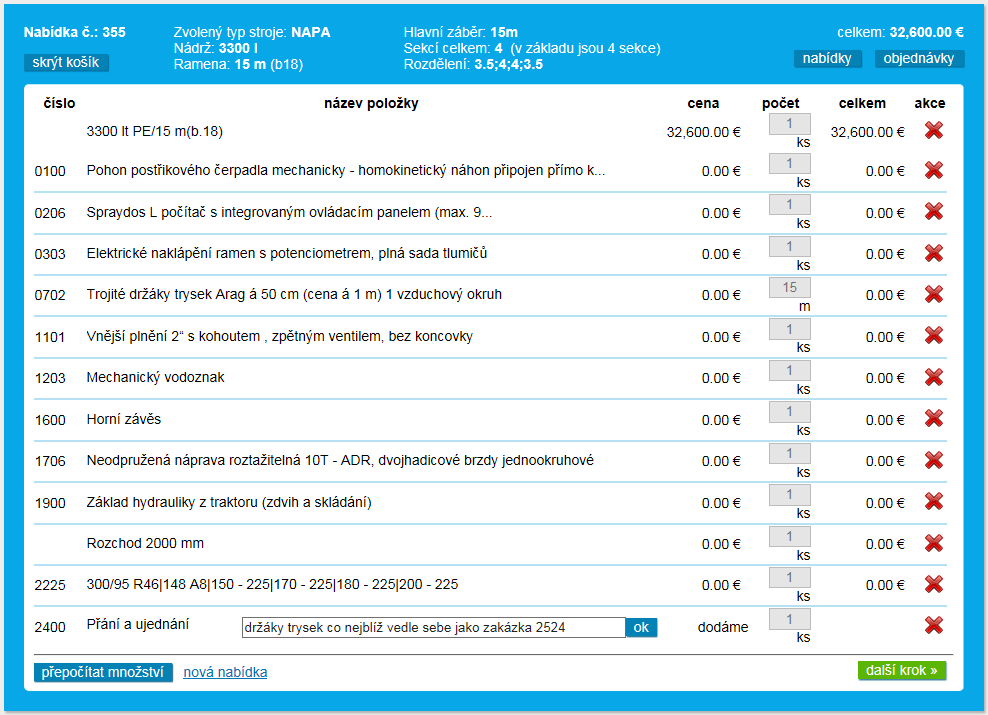 Nabídka č.: 355 Zvolený typ stroje: NAPA Hlavní záběr: 15m celkem: 32,600.00 €
Nádrž: 3300 l Sekcí celkem: 4 (v základu jsou 4 sekce)
skrýt košík Ramena: 15 m (b18) Rozdělení: 3.5;4;4;3.5 nabídky objednávky
číslo název položky cena počet celkem akce
3300 lt PE/15 m(b.18) 32,600.00 € 1 ks 32,600.00 €
0100 Pohon postřikového čerpadla mechanicky - homokinetický náhon připojen přímo k... 0.00 € 1 ks 0.00 €
0206 Spraydos L počítač s integrovaným ovládacím panelem (max. 9... 0.00 € 1 ks 0.00 €
0303 Elektrické naklápění ramen s potenciometrem, plná sada tlumičů 0.00 € 1 ks 0.00 €
0702 Trojité držáky trysek Arag á 50 cm (cena á 1 m) 1 vzduchový okruh 0.00 € 15 m 0.00 €
1101 Vnější plnění 2“ s kohoutem , zpětným ventilem, bez koncovky 0.00 € 1 ks 0.00 €
1203 Mechanický vodoznak 0.00 € 1 ks 0.00 €
1600 Horní závěs 0.00 € 1 ks 0.00 €
1706 Neodpružená náprava roztažitelná 10T - ADR, dvojhadicové brzdy jednookruhové 0.00 € 1 ks 0.00 €
1900 Základ hydrauliky z traktoru (zdvih a skládání) 0.00 € 1 ks 0.00 €
Rozchod 2000 mm 0.00 € 1 ks 0.00 €
2225 300/95 R46|148 A8|150 - 225|170 - 225|180 - 225|200 - 225 0.00 € 1 ks 0.00 €
2400 Přání a ujednání držáky trysek co nejblíž vedle sebe jako zakázka 2524 ok dodáme 1 ks
přepočítat množství nová nabídka další krok »